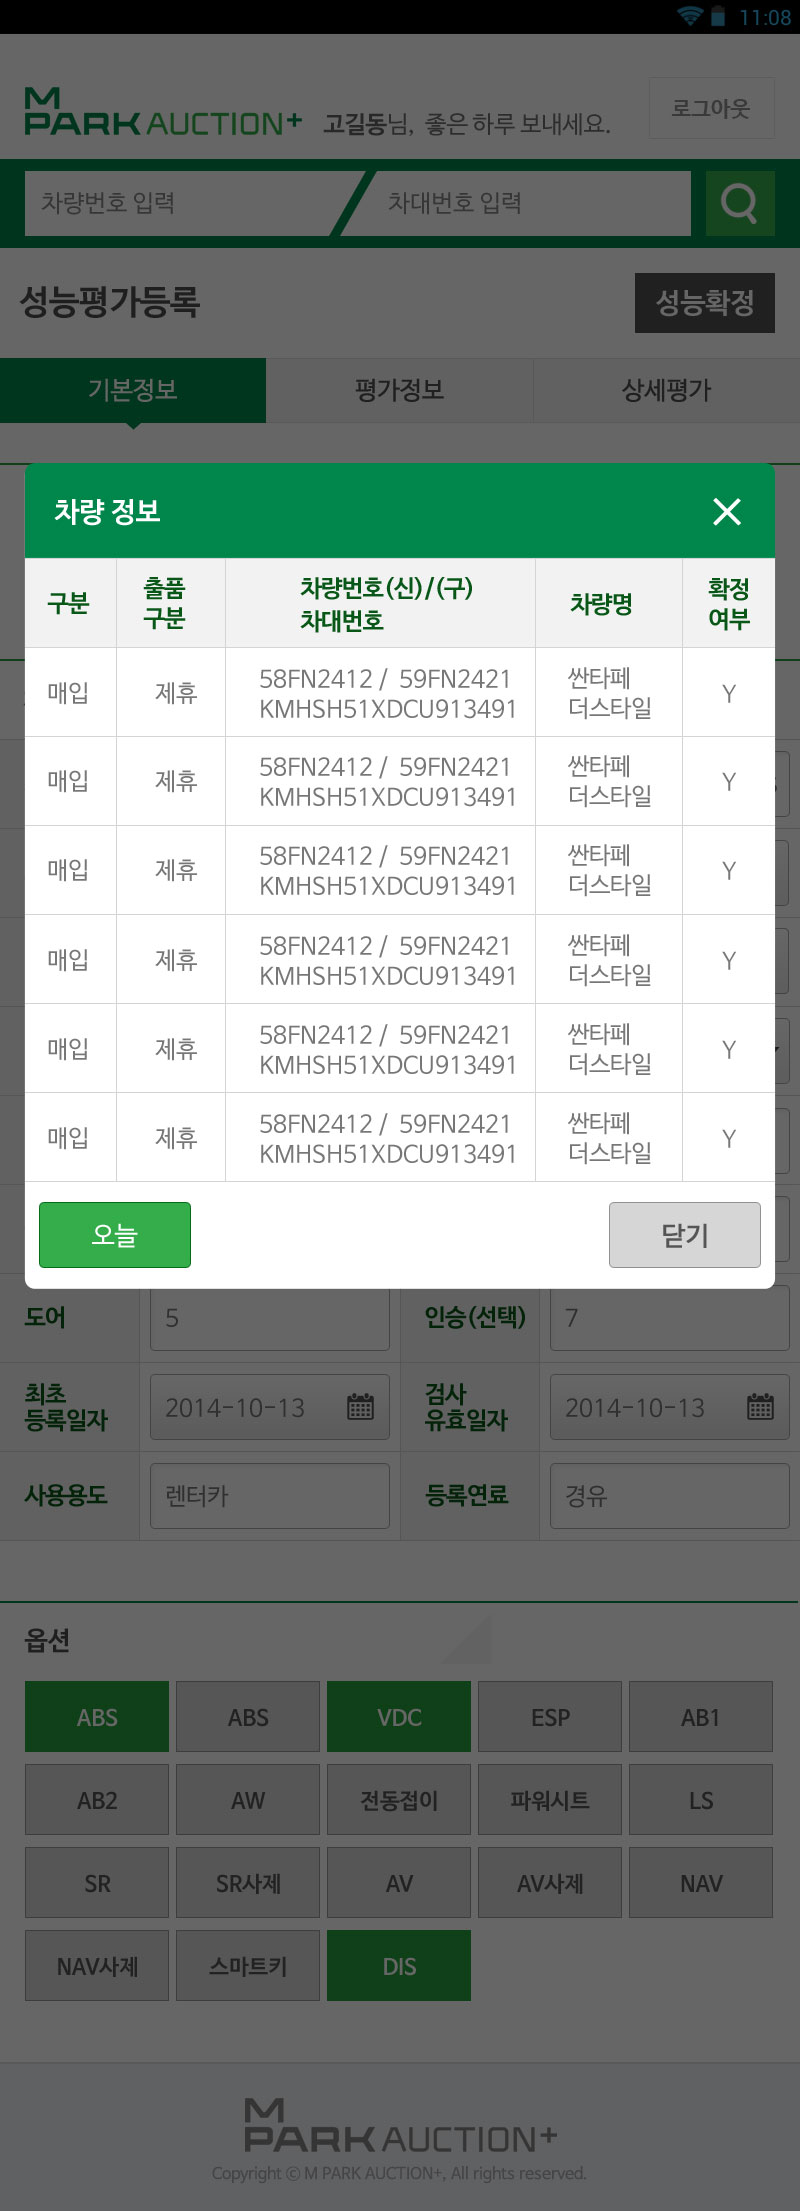 11:08
M
PARK AUCTION+ 고길동님, 좋은 하루 보내세요. 로그아웃
차량번호 입력 차대번호 입력
성능평가등록 성능확정
기본정보 평가정보 상세평가
차량 정보
구분 출품 구분 차량번호(신)/(구) 차대번호 차량명 확정 여부
매입 제휴 58FN2412 / 59FN2421 싼타페 Y
KMHSH51XDCU913491 더스타일
매입 제휴 58FN2412 / 59FN2421 싼타페 Y
KMHSH51XDCU913491 더스타일
매입 제휴 58FN2412 / 59FN2421 싼타페 Y
KMHSH51XDCU913491 더스타일
매입 제휴 58FN2412 / 59FN2421 싼타페 Y
KMHSH51XDCU913491 더스타일
매입 제휴 58FN2412 / 59FN2421 싼타페 Y
KMHSH51XDCU913491 더스타일
매입 제휴 58FN2412 / 59FN2421 싼타페 Y
KMHSH51XDCU913491 더스타일
오늘 닫기
도어 5 인승(선택) 7
최초 등록일자 2014-10-13 검사 유효일자 2014-10-13
사용용도 렌터카 등록연료 경유
옵션
ABS ABS VDC ESP AB1
AB2 AW 전동접이 파워시트 LS
SR SR사제 AV AV사제 NAV
NAV사제 스마트키 DIS
M
PARK AUCTION+
Copyright ⓒ M PARK AUCTION+, All rights reserved.